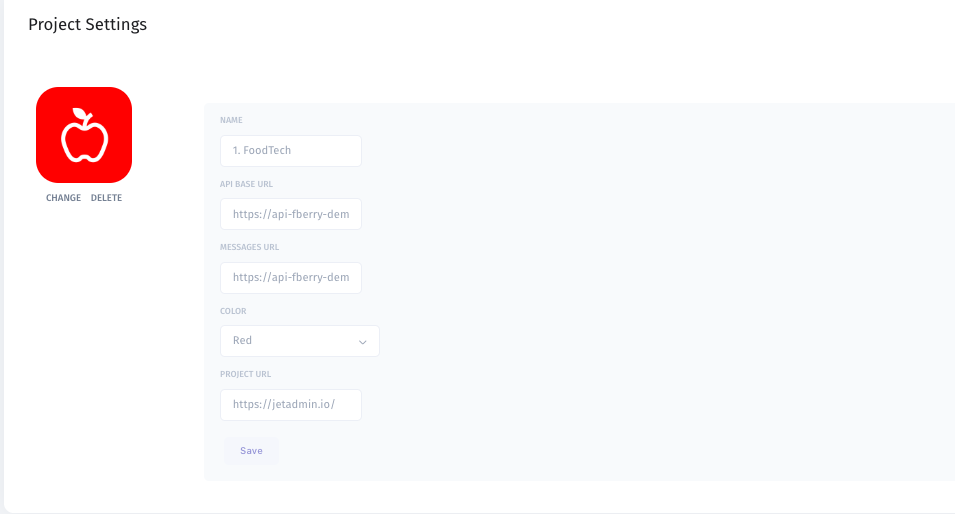 Project Settings
CHANGE DELETE
NAME
1. FoodTech
API BASE URL
https://api-fberry-dem
MESSAGES URL
https://api-fberry-dem
COLOR
Red
PROJECT URL
https://jetadmin.io/
Save